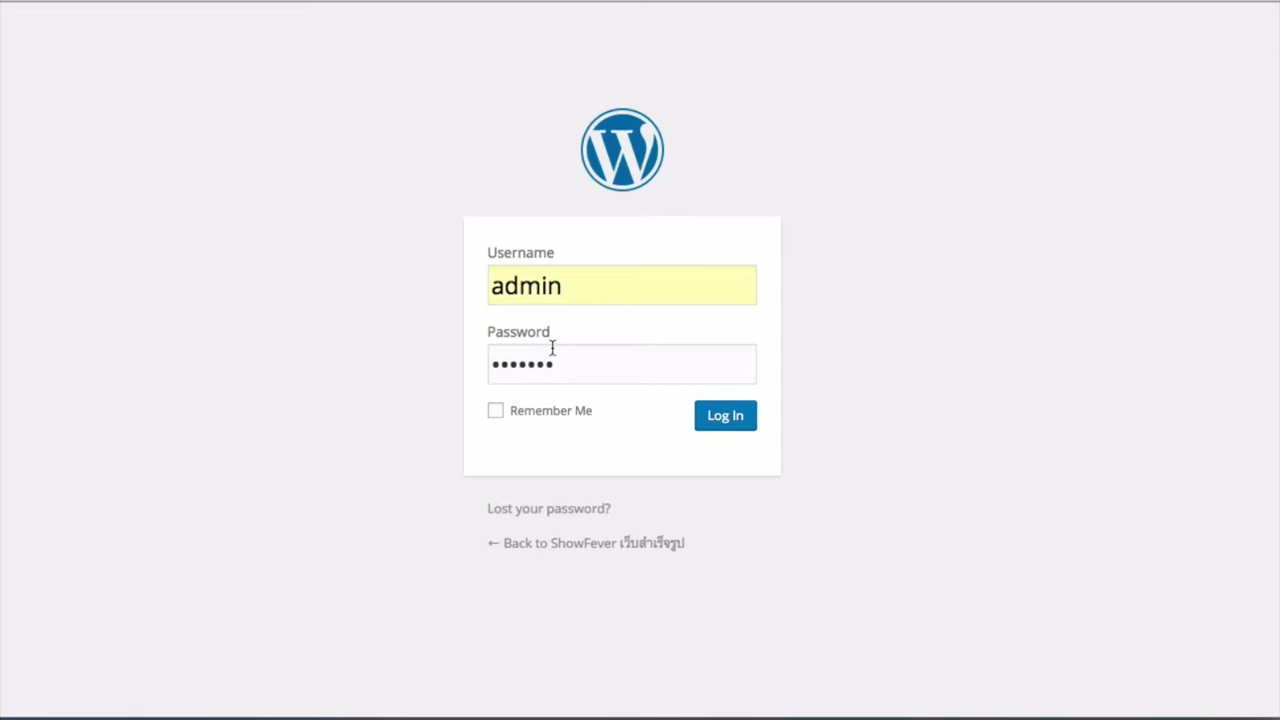 Username
admin
Password
•••••••
Remember Me
Log In
Lost your password?
← Back to ShowFever เว็บสำเร็จรูป